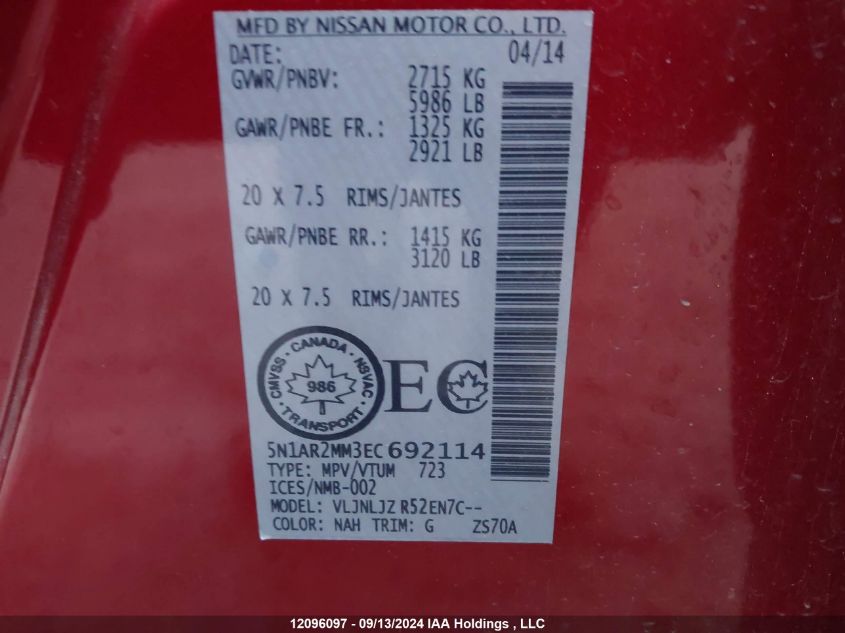 MFD BY NISSAN MOTOR CO., LTD.
DATE: 04/14
GVWR/PNBV: 2715 KG
5986 LB
GAWR/PNBE FR.: 1325 KG
2921 LB
20 X 7.5 RIMS/JANTES
GAWR/PNBE RR.: 1415 KG
3120 LB
20 X 7.5 RIMS/JANTES
CMVSS · CANADA · NSVAC · TRANSPORT ·
986
EC
5N1AR2MM3EC692114
TYPE: MPV/VTUM 723
ICES/NMB-002
MODEL: VLJNLJZ R52EN7C--
COLOR: NAH TRIM: G ZS70A
12096097 - 09/13/2024 IAA Holdings , LLC